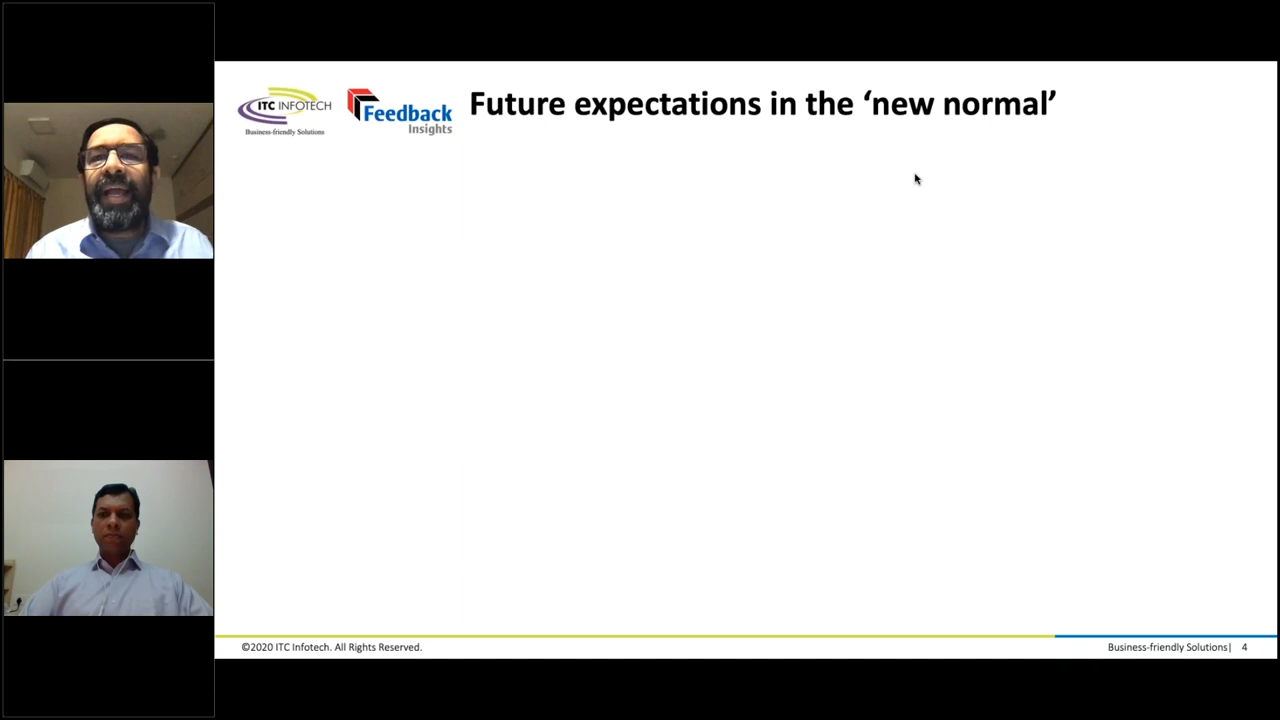 ITC INFOTECH
Business-friendly Solutions
Feedback
Insights
Future expectations in the ‘new normal’
©2020 ITC Infotech. All Rights Reserved.
Business-friendly Solutions| 4